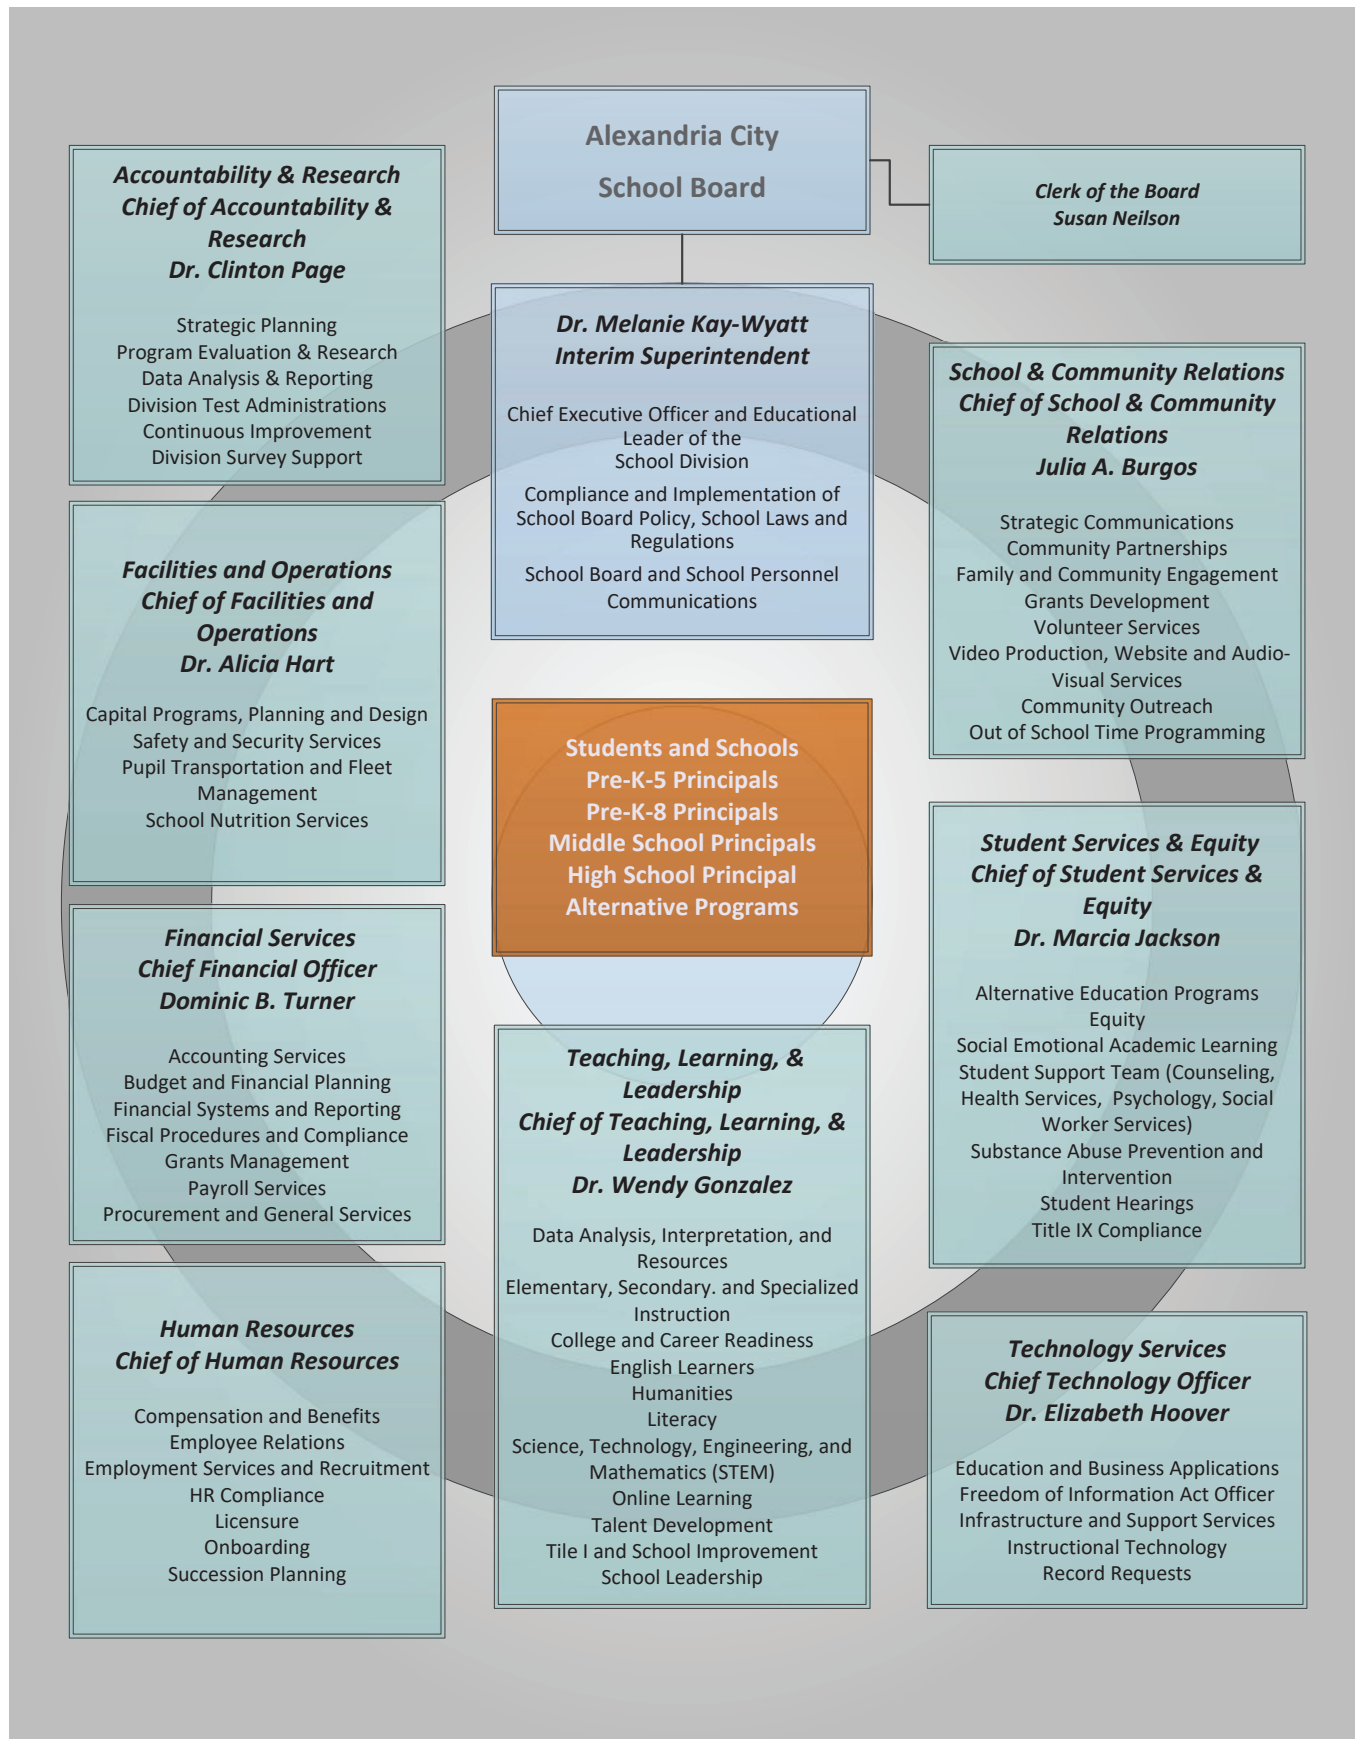 Alexandria City
School Board
Clerk of the Board
Susan Neilson
Accountability & Research
Chief of Accountability &
Research
Dr. Clinton Page
Strategic Planning
Program Evaluation & Research
Data Analysis & Reporting
Division Test Administrations
Continuous Improvement
Division Survey Support
Dr. Melanie Kay-Wyatt
Interim Superintendent
Chief Executive Officer and Educational
Leader of the
School Division
Compliance and Implementation of
School Board Policy, School Laws and
Regulations
School Board and School Personnel
Communications
School & Community Relations
Chief of School & Community
Relations
Julia A. Burgos
Strategic Communications
Community Partnerships
Family and Community Engagement
Grants Development
Volunteer Services
Video Production, Website and Audio-
Visual Services
Community Outreach
Out of School Time Programming
Facilities and Operations
Chief of Facilities and
Operations
Dr. Alicia Hart
Capital Programs, Planning and Design
Safety and Security Services
Pupil Transportation and Fleet
Management
School Nutrition Services
Students and Schools
Pre-K-5 Principals
Pre-K-8 Principals
Middle School Principals
High School Principal
Alternative Programs
Student Services & Equity
Chief of Student Services &
Equity
Dr. Marcia Jackson
Alternative Education Programs
Equity
Social Emotional Academic Learning
Student Support Team (Counseling,
Health Services, Psychology, Social
Worker Services)
Substance Abuse Prevention and
Intervention
Student Hearings
Title IX Compliance
Financial Services
Chief Financial Officer
Dominic B. Turner
Accounting Services
Budget and Financial Planning
Financial Systems and Reporting
Fiscal Procedures and Compliance
Grants Management
Payroll Services
Procurement and General Services
Teaching, Learning, &
Leadership
Chief of Teaching, Learning, &
Leadership
Dr. Wendy Gonzalez
Data Analysis, Interpretation, and
Resources
Elementary, Secondary. and Specialized
Instruction
College and Career Readiness
English Learners
Humanities
Literacy
Science, Technology, Engineering, and
Mathematics (STEM)
Online Learning
Talent Development
Tile I and School Improvement
School Leadership
Human Resources
Chief of Human Resources
Compensation and Benefits
Employee Relations
Employment Services and Recruitment
HR Compliance
Licensure
Onboarding
Succession Planning
Technology Services
Chief Technology Officer
Dr. Elizabeth Hoover
Education and Business Applications
Freedom of Information Act Officer
Infrastructure and Support Services
Instructional Technology
Record Requests